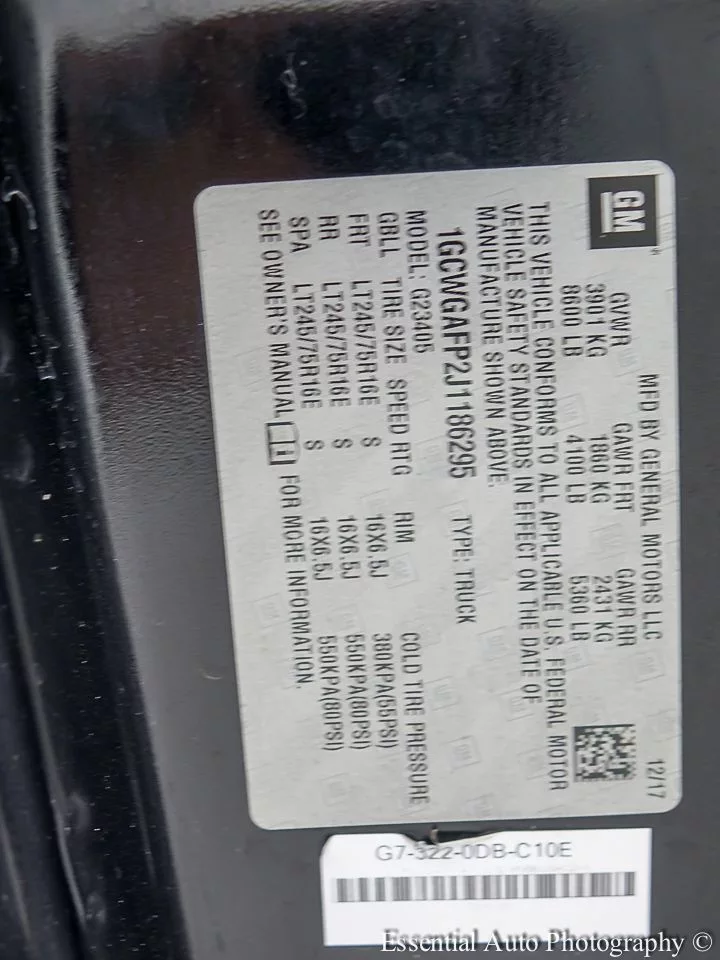 GM
MFD BY GENERAL MOTORS LLC 12/17
GVWR GAWR FRT GAWR RR
3901 KG 1860 KG 2431 KG
8600 LB 4100 LB 5360 LB
THIS VEHICLE CONFORMS TO ALL APPLICABLE U.S. FEDERAL MOTOR
VEHICLE SAFETY STANDARDS IN EFFECT ON THE DATE OF
MANUFACTURE SHOWN ABOVE.
1GCWGAFP2J1186295 TYPE: TRUCK
MODEL: G23405
GBLL TIRE SIZE SPEED RTG RIM COLD TIRE PRESSURE
FRT LT245/75R16E S 16X6.5J 380KPA(55PSI)
RR LT245/75R16E S 16X6.5J 550KPA(80PSI)
SPA LT245/75R16E S 16X6.5J 550KPA(80PSI)
SEE OWNER'S MANUAL FOR MORE INFORMATION.
G7-322-0DB-C10E
Essential Auto Photography ©